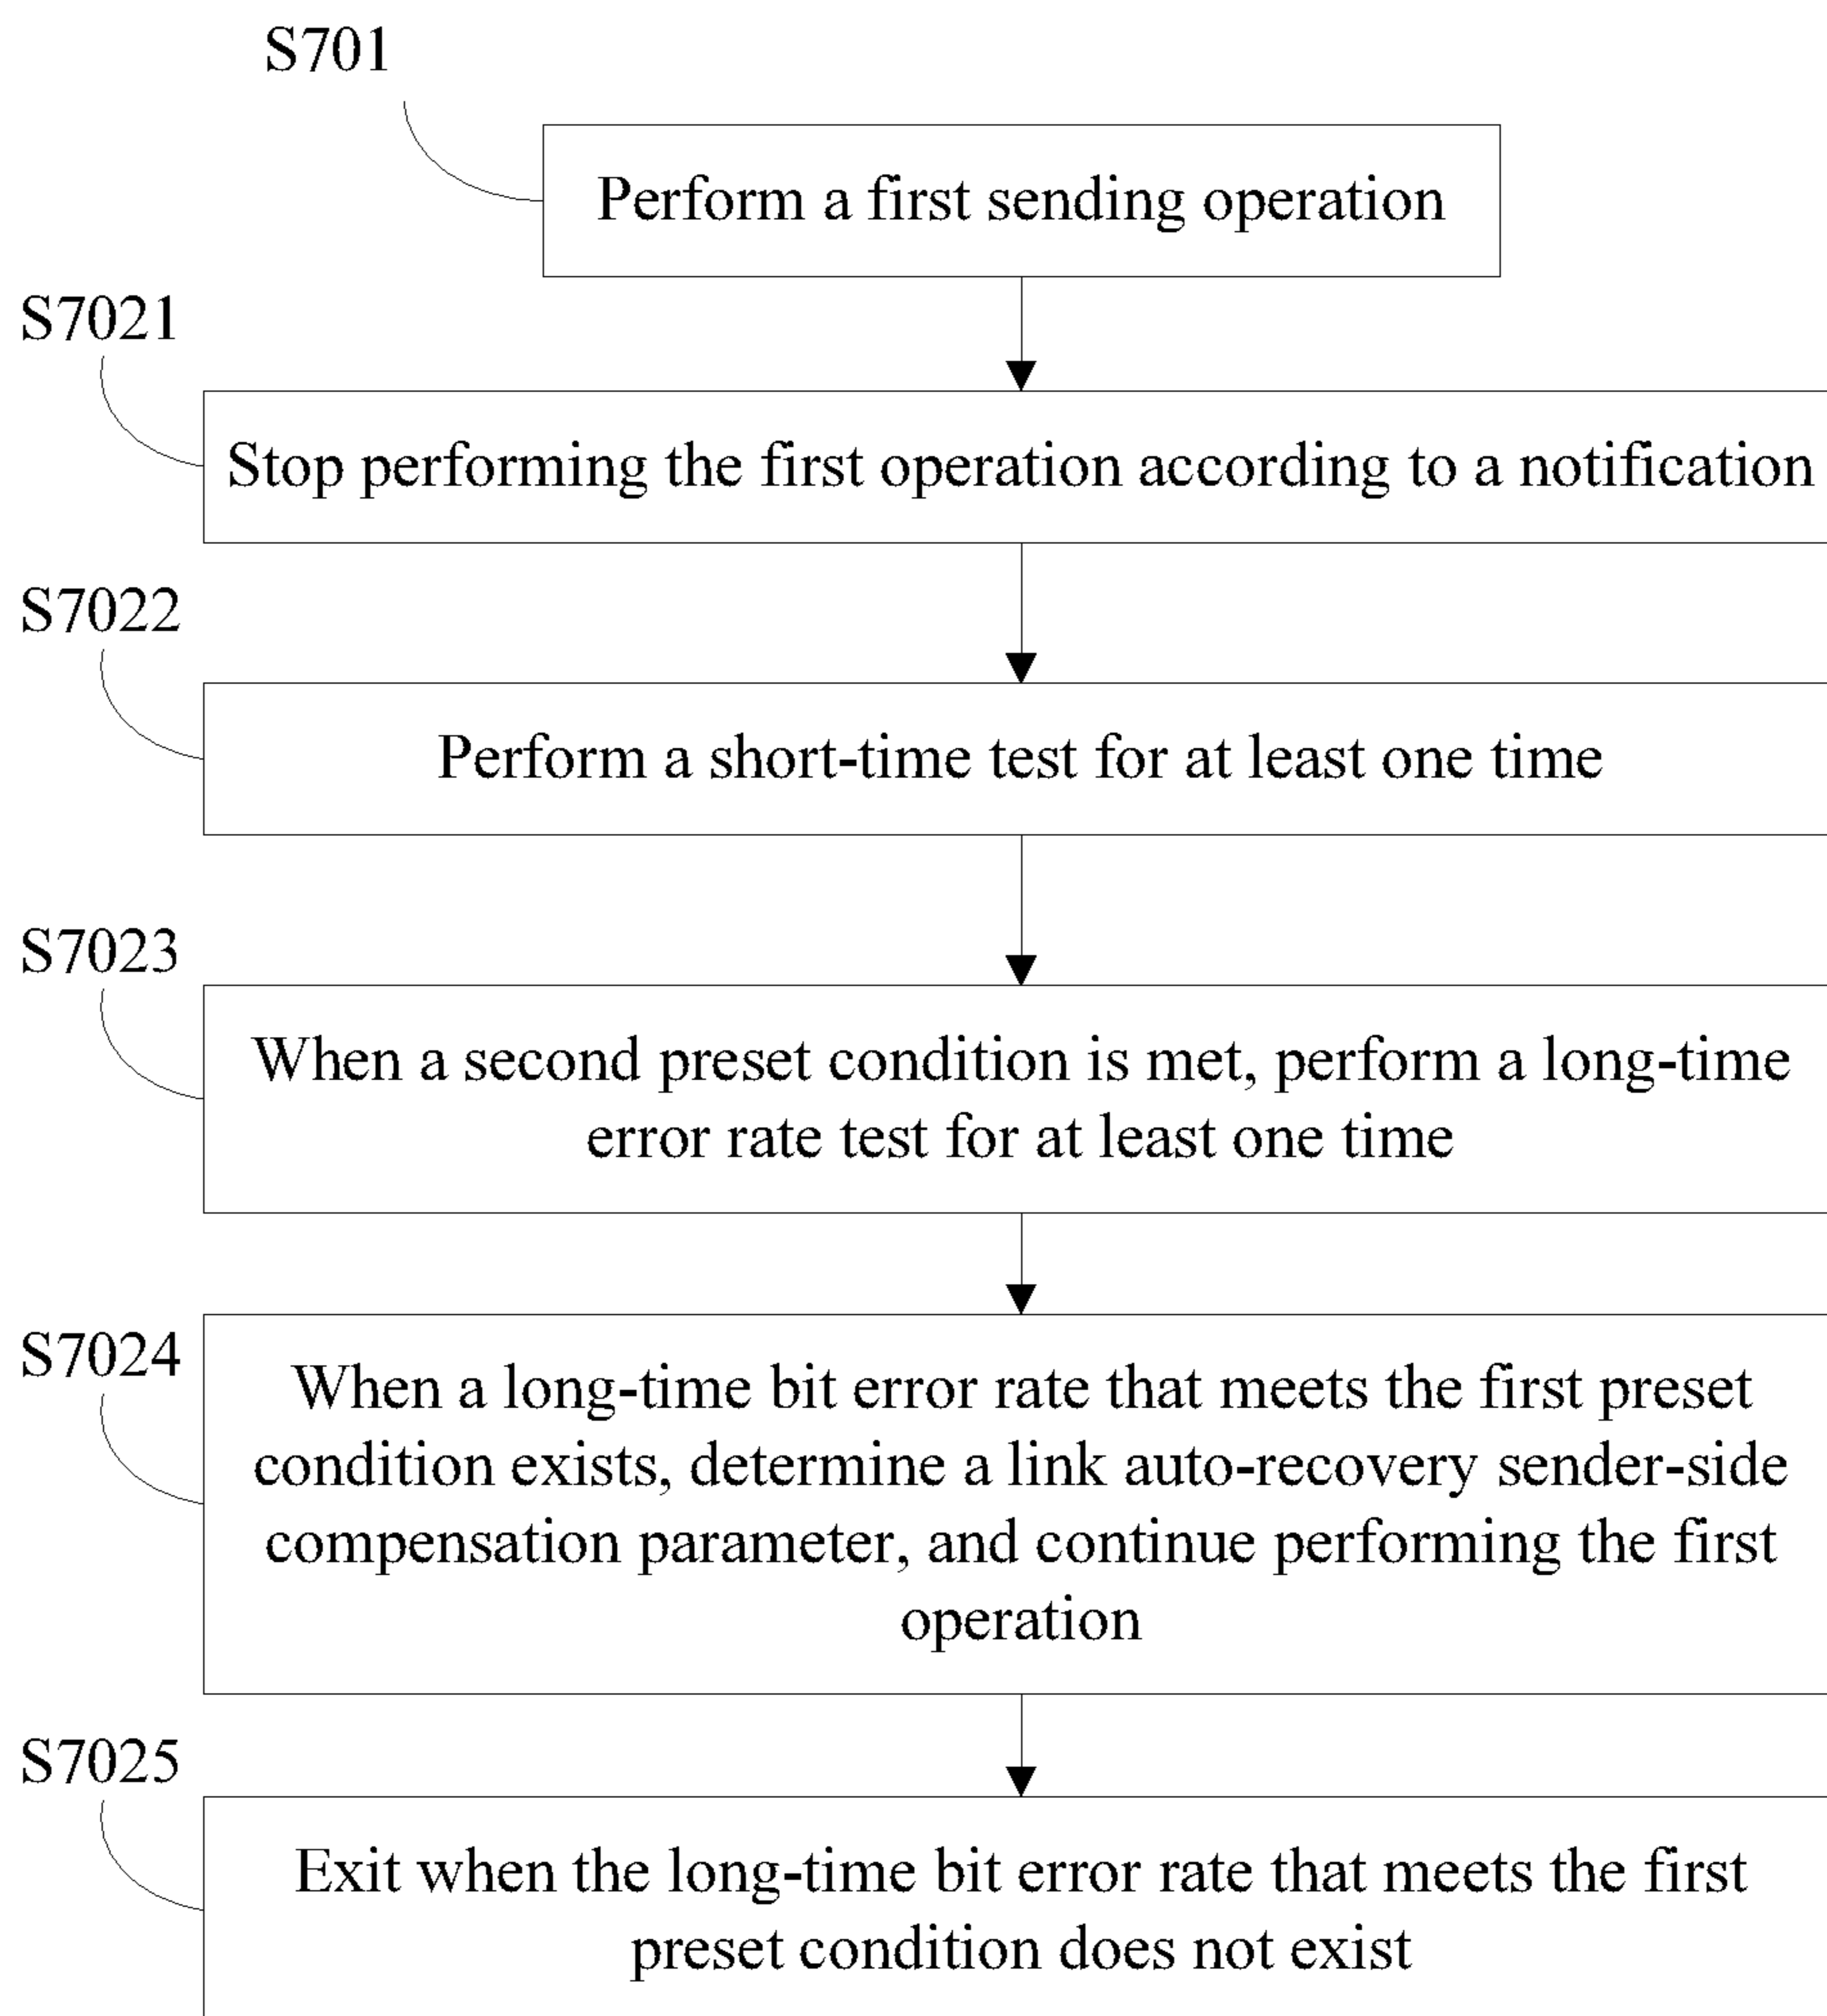 S701
Perform a first sending operation
S7021
Stop performing the first operation according to a notification
S7022
Perform a short-time test for at least one time
S7023
When a second preset condition is met, perform a long-time
error rate test for at least one time
S7024
When a long-time bit error rate that meets the first preset
condition exists, determine a link auto-recovery sender-side
compensation parameter, and continue performing the first
operation
S7025
Exit when the long-time bit error rate that meets the first
preset condition does not exist